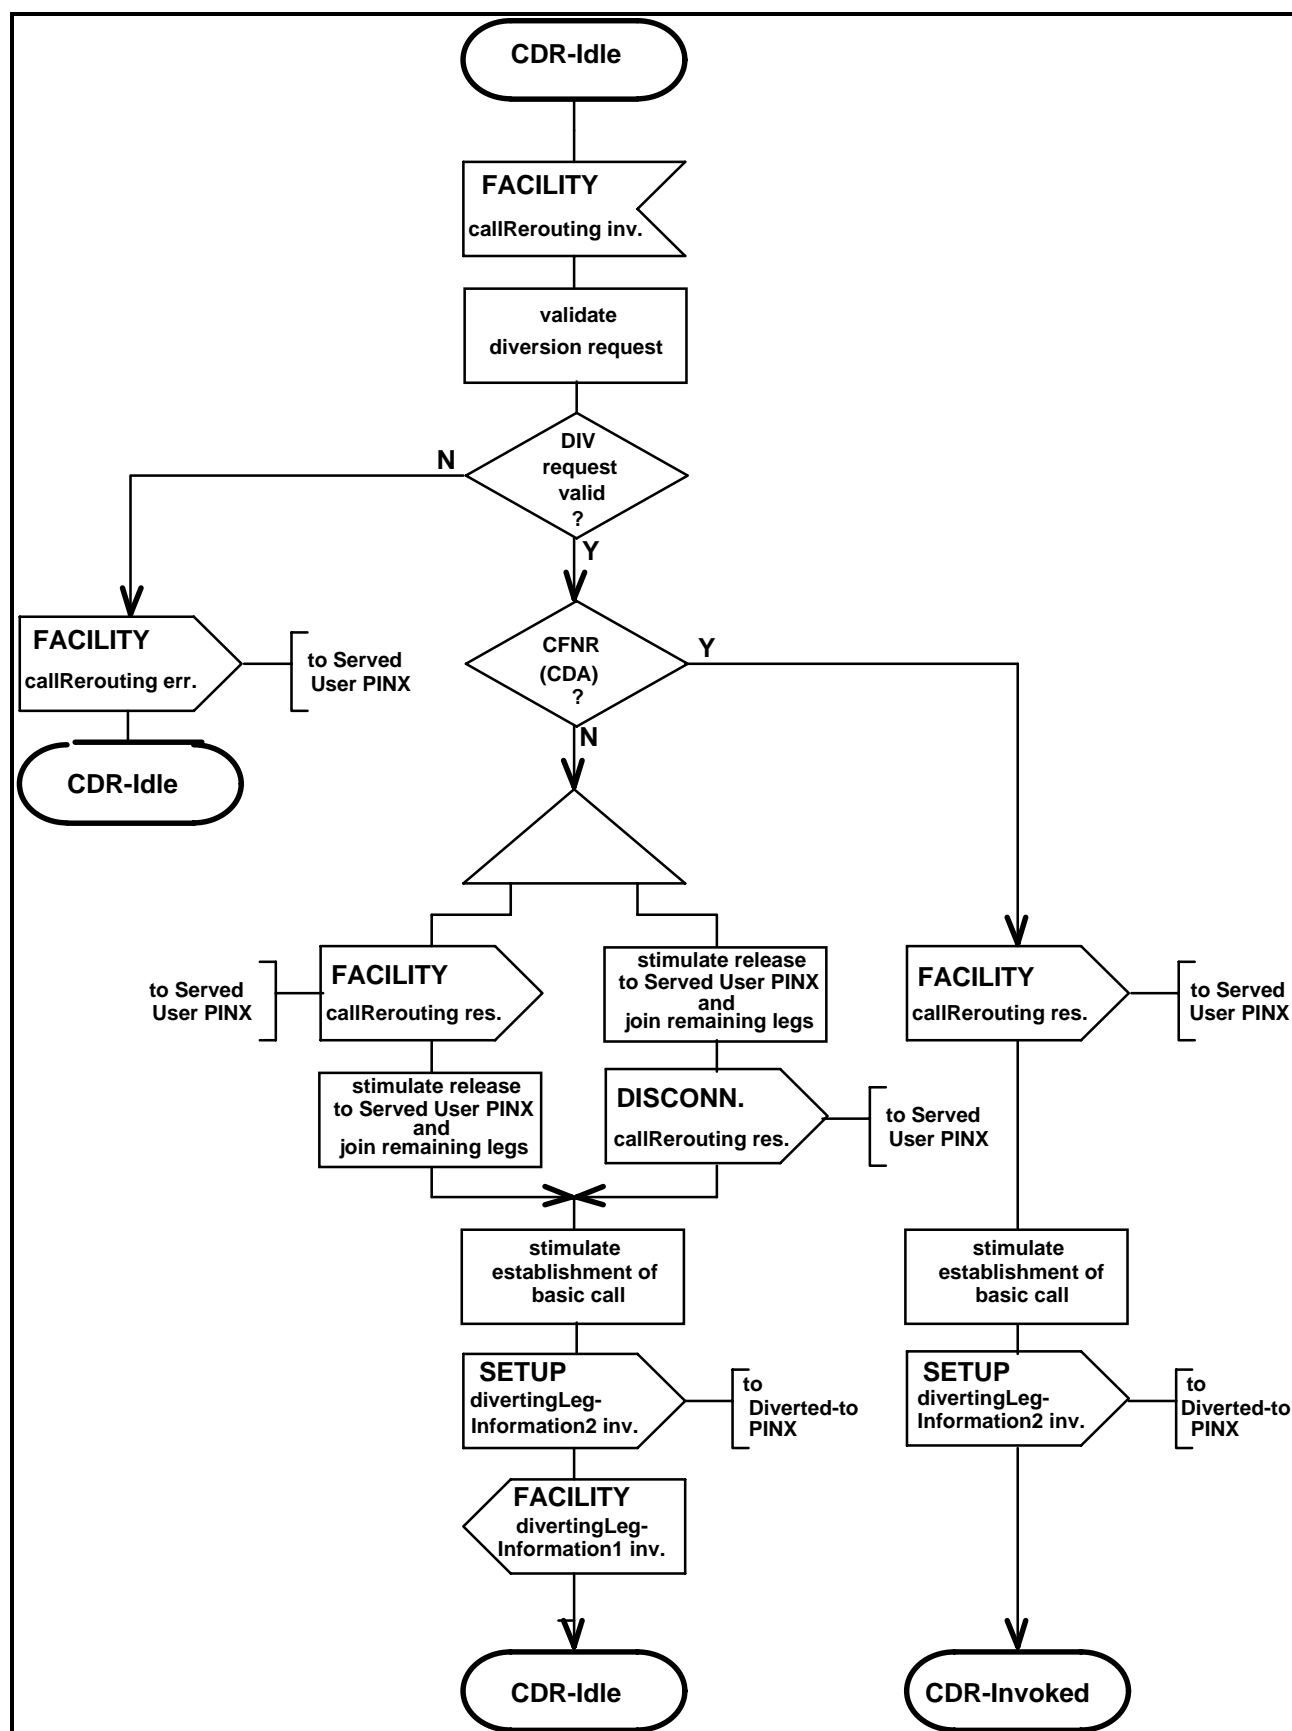 CDR-Idle
FACILITY
callRerouting inv.
validate
diversion request
DIV
request
valid
?
N
Y
FACILITY
callRerouting err.
to Served
User PINX
CDR-Idle
CFNR
(CDA)
?
Y
N
to Served
User PINX
FACILITY
callRerouting res.
stimulate release
to Served User PINX
and
join remaining legs
stimulate release
to Served User PINX
and
join remaining legs
DISCONN.
callRerouting res.
to Served
User PINX
FACILITY
callRerouting res.
to Served
User PINX
stimulate
establishment of
basic call
SETUP
divertingLeg-
Information2 inv.
to
Diverted-to
PINX
FACILITY
divertingLeg-
Information1 inv.
CDR-Idle
stimulate
establishment of
basic call
SETUP
divertingLeg-
Information2 inv.
to
Diverted-to
PINX
CDR-Invoked